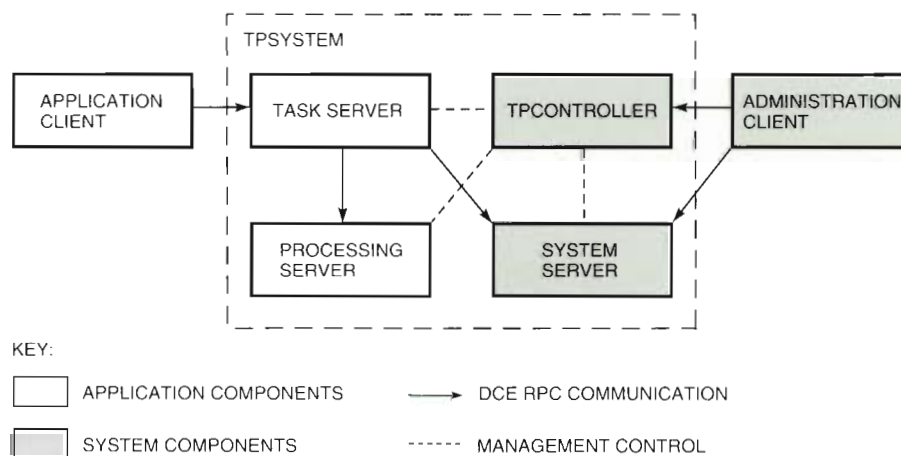 TPSYSTEM
APPLICATION
CLIENT
TASK SERVER
TPCONTROLLER
ADMINISTRATION
CLIENT
PROCESSING
SERVER
SYSTEM
SERVER
KEY:
APPLICATION COMPONENTS
DCE RPC COMMUNICATION
SYSTEM COMPONENTS
MANAGEMENT CONTROL